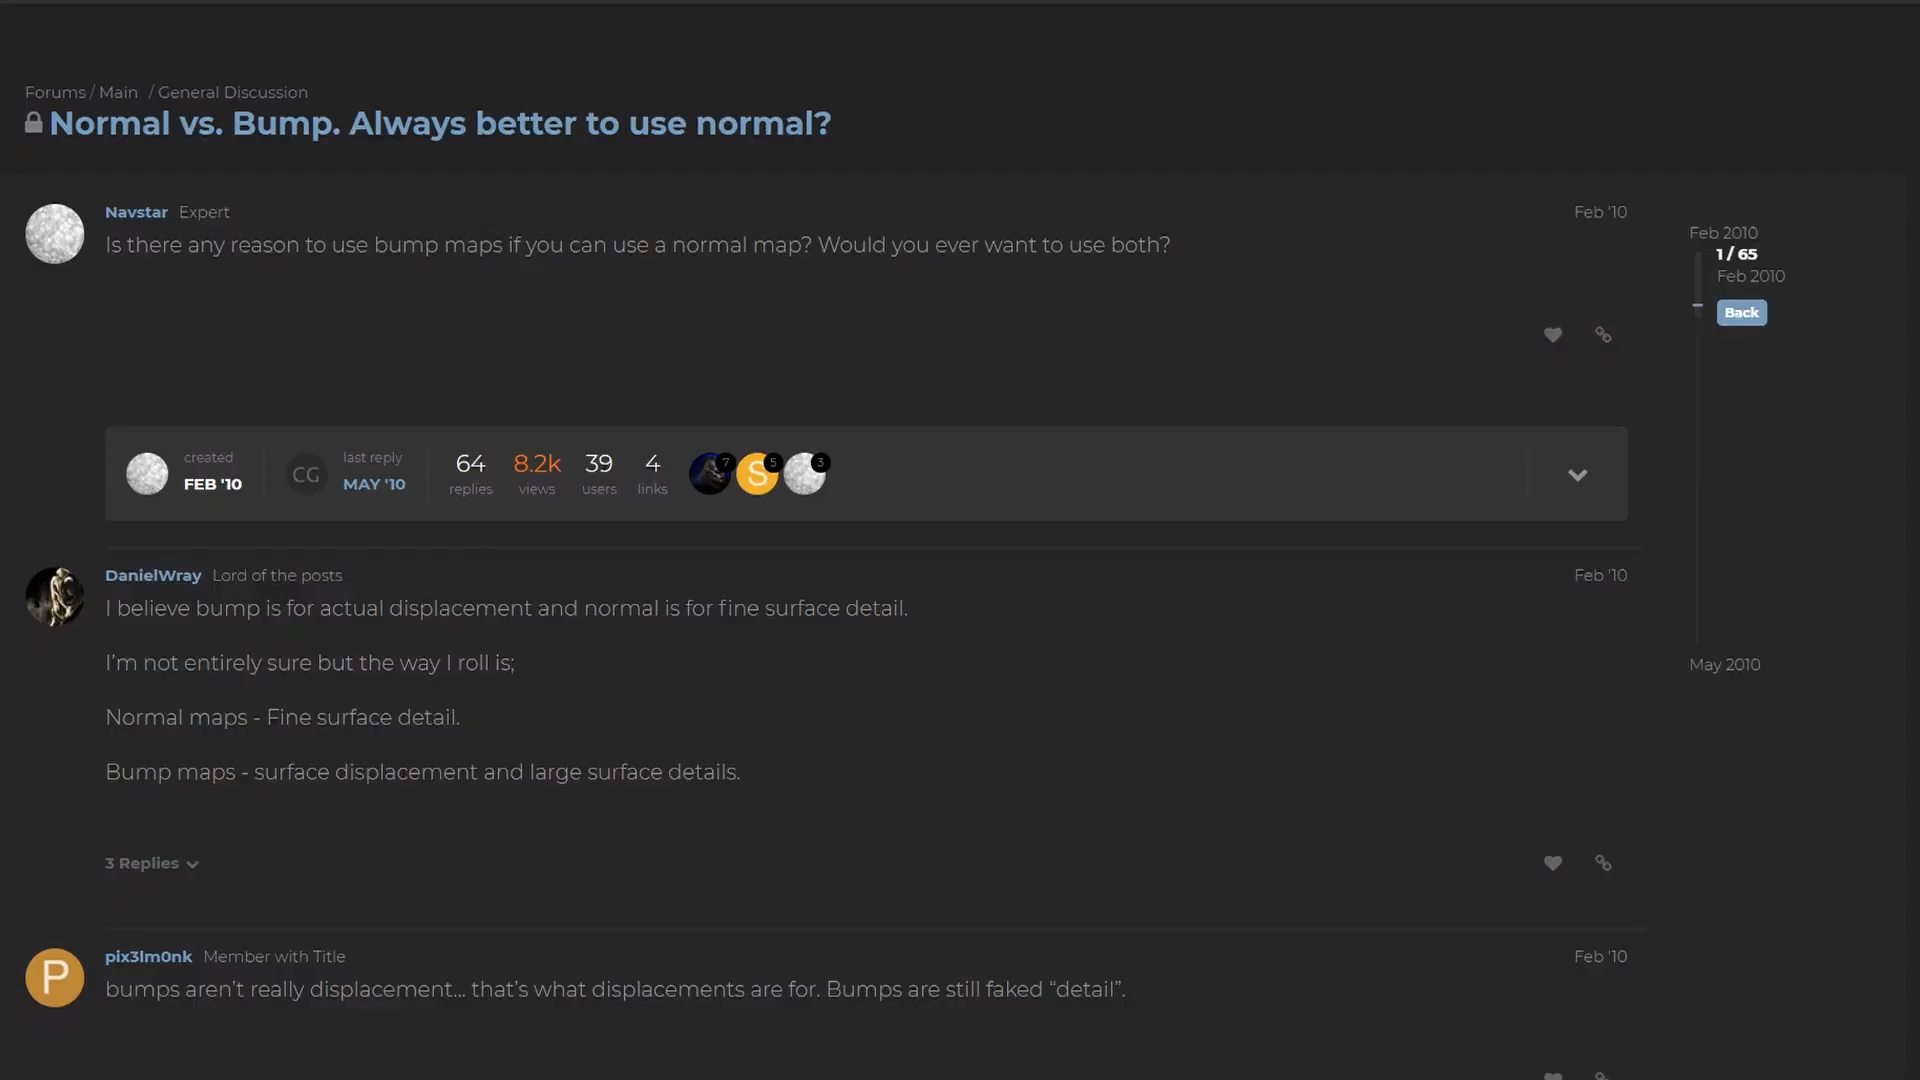 Forums / Main / General Discussion
Normal vs. Bump. Always better to use normal?
Navstar Expert Feb '10
Is there any reason to use bump maps if you can use a normal map? Would you ever want to use both?
Feb 2010
1 / 65
Feb 2010
Back
created last reply
FEB '10 CG MAY '10
64 8.2k 39 4 7 S 5 3
replies views users links
DanielWray Lord of the posts Feb '10
I believe bump is for actual displacement and normal is for fine surface detail.
I'm not entirely sure but the way I roll is;
May 2010
Normal maps - Fine surface detail.
Bump maps - surface displacement and large surface details.
3 Replies
P
pix3lm0nk Member with Title Feb '10
bumps aren't really displacement... that's what displacements are for. Bumps are still faked “detail”.